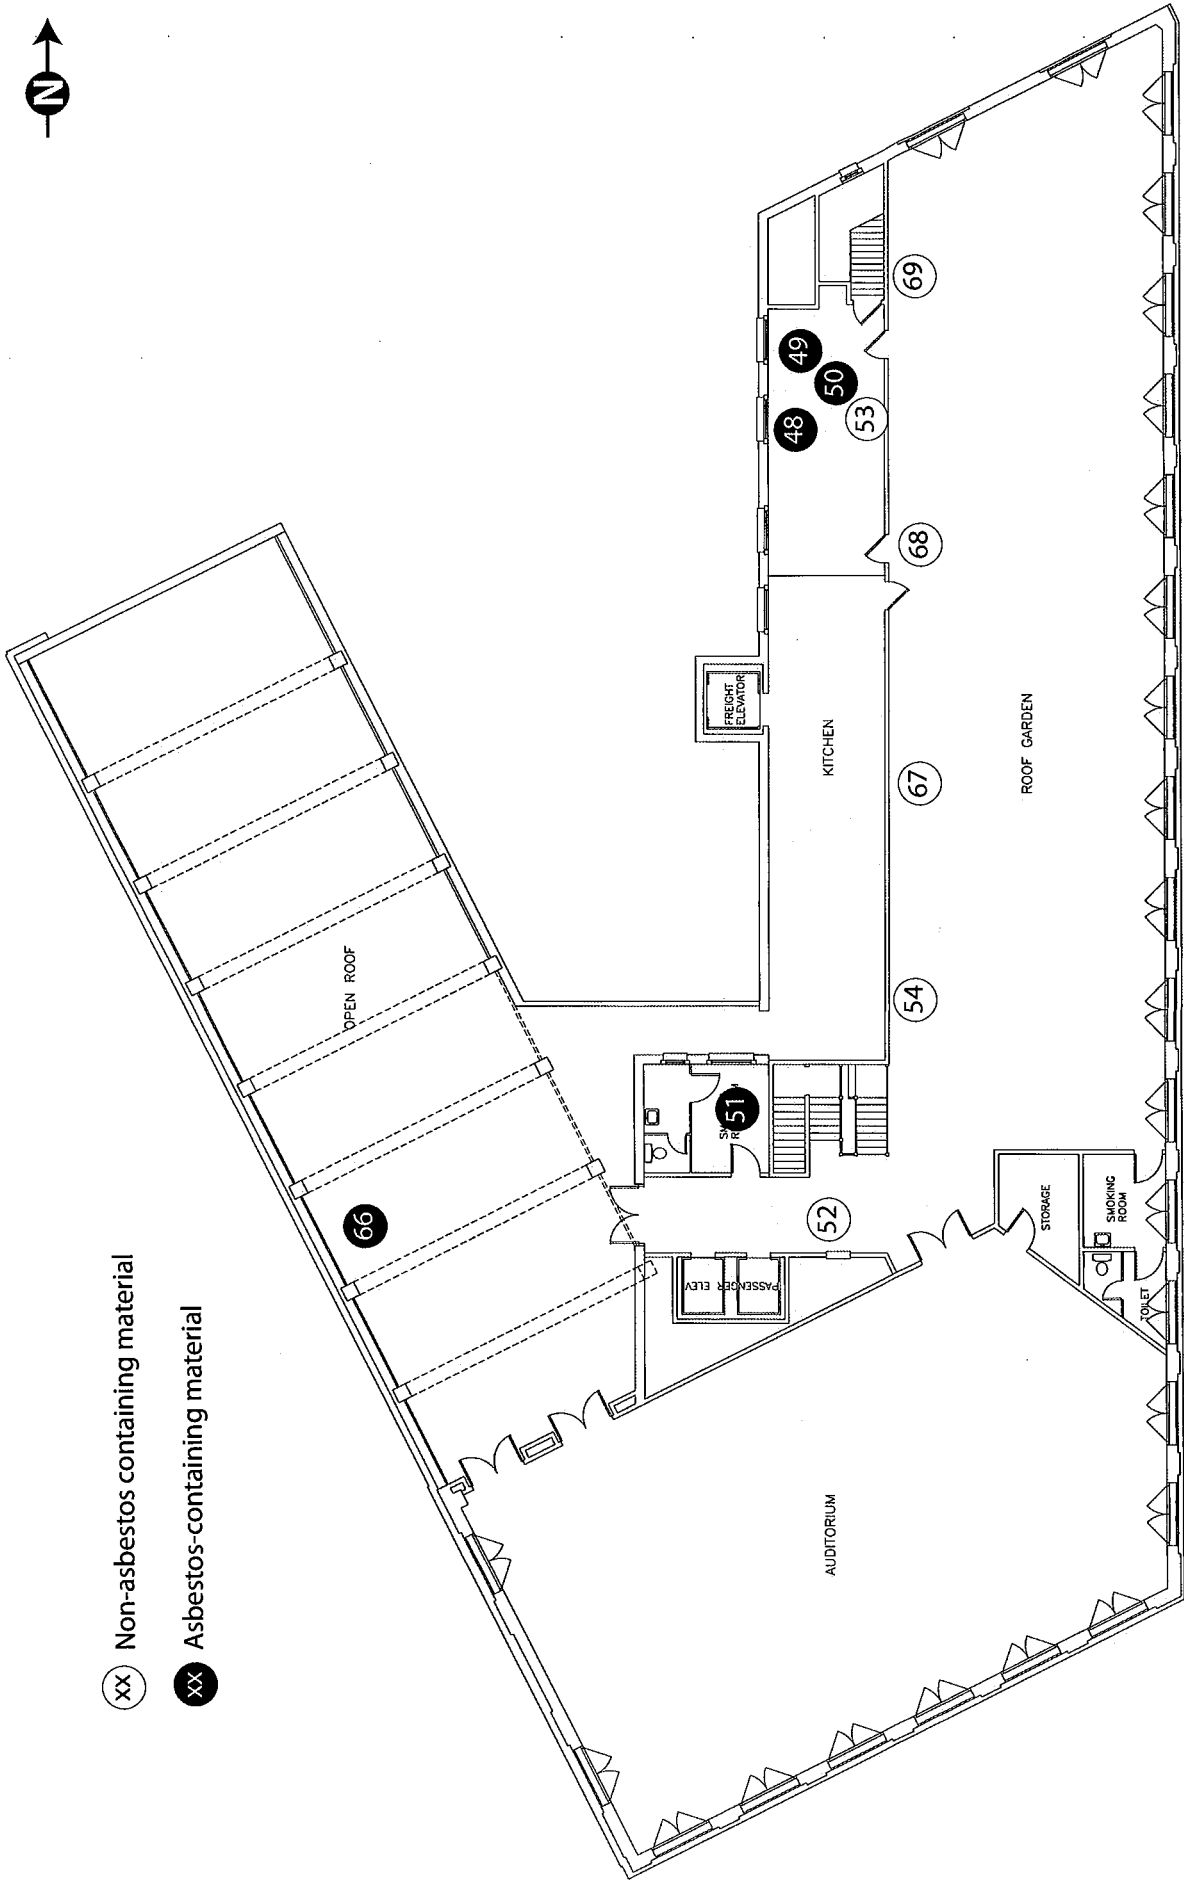 N
XX Non-asbestos containing material
XX Asbestos-containing material
OPEN ROOF
66
PASSENGER ELEV
51
FREIGHT
ELEVATOR
48
49
50
53
52
AUDITORIUM
KITCHEN
54
67
68
69
ROOF GARDEN
STORAGE
SMOKING
ROOM
TOILET